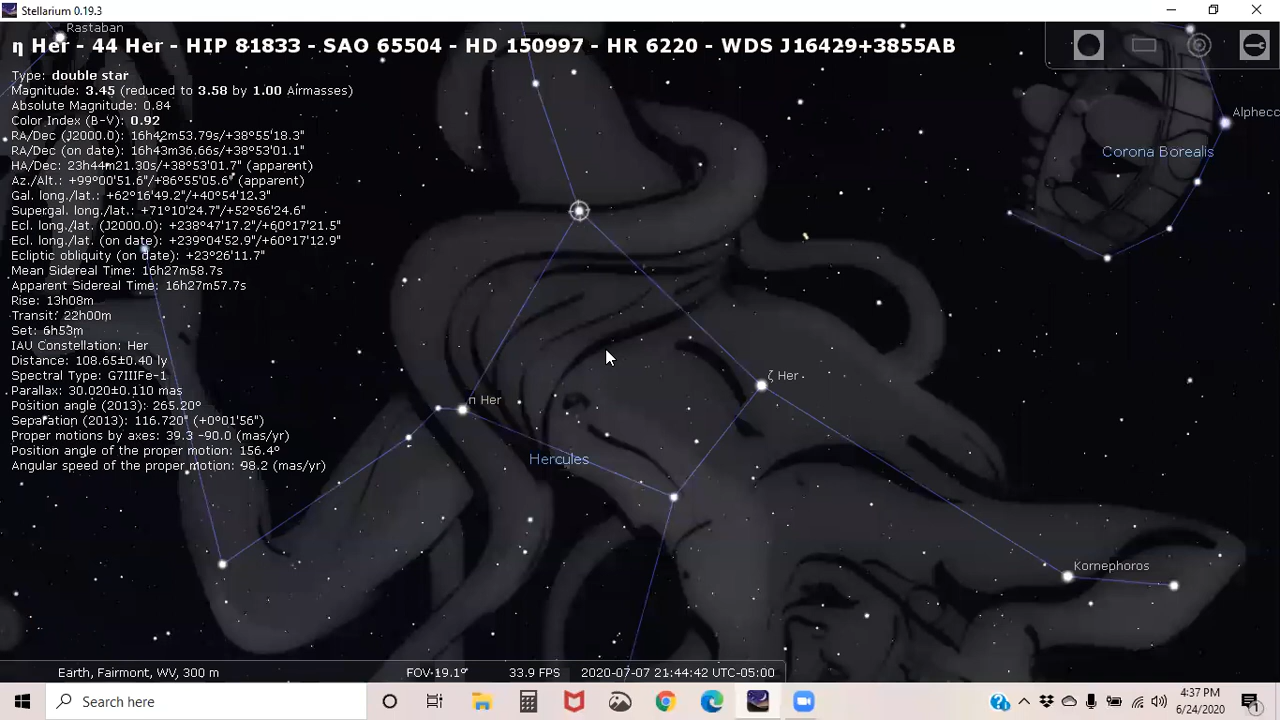 Stellarium 0.19.3
Rastaban
η Her - 44 Her - HIP 81833 - SAO 65504 - HD 150997 - HR 6220 - WDS J16429+3855AB
Type: double star
Magnitude: 3.45 (reduced to 3.58 by 1.00 Airmasses)
Absolute Magnitude: 0.84
Color Index (B-V): 0.92
RA/Dec (J2000.0): 16h42m53.79s/+38°55'18.3"
RA/Dec (on date): 16h43m36.66s/+38°53'01.1"
HA/Dec: 23h44m21.30s/+38°53'01.7" (apparent)
Az./Alt.: +99°00'51.6"/+86°55'05.6" (apparent)
Gal. long./lat.: +62°16'49.2"/+40°54'12.3"
Supergal. long./lat.: +71°10'24.7"/+52°56'24.6"
Ecl. long./lat. (J2000.0): +238°47'17.2"/+60°17'21.5"
Ecl. long./lat. (on date): +239°04'52.9"/+60°17'12.9"
Ecliptic obliquity (on date): +23°26'11.7"
Mean Sidereal Time: 16h27m58.7s
Apparent Sidereal Time: 16h27m57.7s
Rise: 13h08m
Transit: 22h00m
Set: 6h53m
IAU Constellation: Her
Distance: 108.65±0.40 ly
Spectral Type: G7IIIFe-1
Parallax: 30.020±0.110 mas
Position angle (2013): 265.20°
Separation (2013): 116.720" (+0°01'56")
Proper motions by axes: 39.3 -90.0 (mas/yr)
Position angle of the proper motion: 156.4°
Angular speed of the proper motion: 98.2 (mas/yr)
Alphecc
Corona Borealis
ζ Her
π Her
Hercules
Kornephoros
Earth, Fairmont, WV, 300 m
FOV 19.1°
33.9 FPS
2020-07-07 21:44:42 UTC-05:00
Search here
4:37 PM
6/24/2020
1